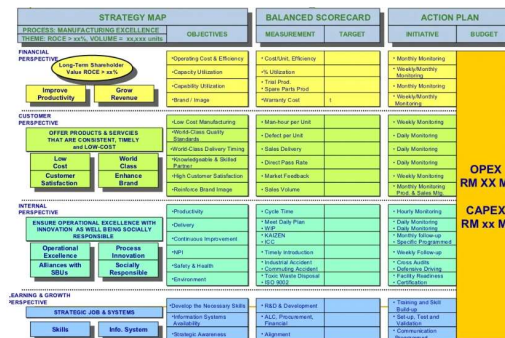 STRATEGY MAP
BALANCED SCORECARD
ACTION PLAN
PROCESS: MANUFACTURING EXCELLENCE
THEME: ROCE > xx%, VOLUME = xx,xxx units
OBJECTIVES
MEASUREMENT
TARGET
INITIATIVE
BUDGET
FINANCIAL
PERSPECTIVE
Long-Term Shareholder
Value ROCE > xx%
Improve
Productivity
Grow
Revenue
•Operating Cost & Efficiency
• Cost/Unit, Efficiency
• Monthly Monitoring
•Capacity Utilization
•% Utilization
• Weekly/Monthly
Monitoring
•Capability Utilization
• Trial Prod.
• Spare Parts Prod
• Monthly Monitoring
•Brand / Image
•Warranty Cost
• Weekly/Monthly
Monitoring
CUSTOMER
PERSPECTIVE
OFFER PRODUCTS & SERVCIES
THAT ARE CONSISTENT, TIMELY
and LOW-COST
Low
Cost
World
Class
Customer
Satisfaction
Enhance
Brand
•Low Cost Manufacturing
• Man-hour per Unit
• Weekly Monitoring
•World-Class Quality
Standards
• Defect per Unit
• Daily Monitoring
•World-Class Delivery Timing
• Sales Delivery
• Daily Monitoring
•Knowledgeable & Skilled
Partner
• Direct Pass Rate
• Daily Monitoring
•High Customer Satisfaction
• Market Feedback
• Weekly Monitoring
•Reinforce Brand Image
• Sales Volume
• Monthly Monitoring
Prod. & Sales Mtg.
OPEX
RM XX M
CAPEX
RM xx M
INTERNAL
PERSPECTIVE
ENSURE OPERATIONAL EXCELLENCE WITH
INNOVATION AS WELL BEING SOCIALLY
RESPONSIBLE
Operational
Excellence
Process
Innovation
Alliances with
SBUs
Socially
Responsible
•Productivity
• Cycle Time
• Hourly Monitoring
•Delivery
• Meet Daily Plan
• WIP
• Daily Monitoring
• Daily Monitoring
•Continuous Improvement
• KAIZEN
• ICC
• Monthly follow-up
• Specific Programmed
•NPI
• Timely Introduction
• Weekly Follow-up
•Safety & Health
• Industrial Accident
• Commuting Accident
• Cross Audits
• Defensive Driving
•Environment
• Toxic Waste Disposal
• ISO 9002
• Facility Readiness
• Certification
LEARNING & GROWTH
PERSPECTIVE
STRATEGIC JOB & SYSTEMS
Skills
Info. System
•Develop the Necessary Skills
• R&D & Development
• Training and Skill
Build-up
•Information Systems
Availability
• ALC, Procurement,
Financial
• Set-up, Test and
Validation
•Strategic Awareness
• Alignment
• Communication